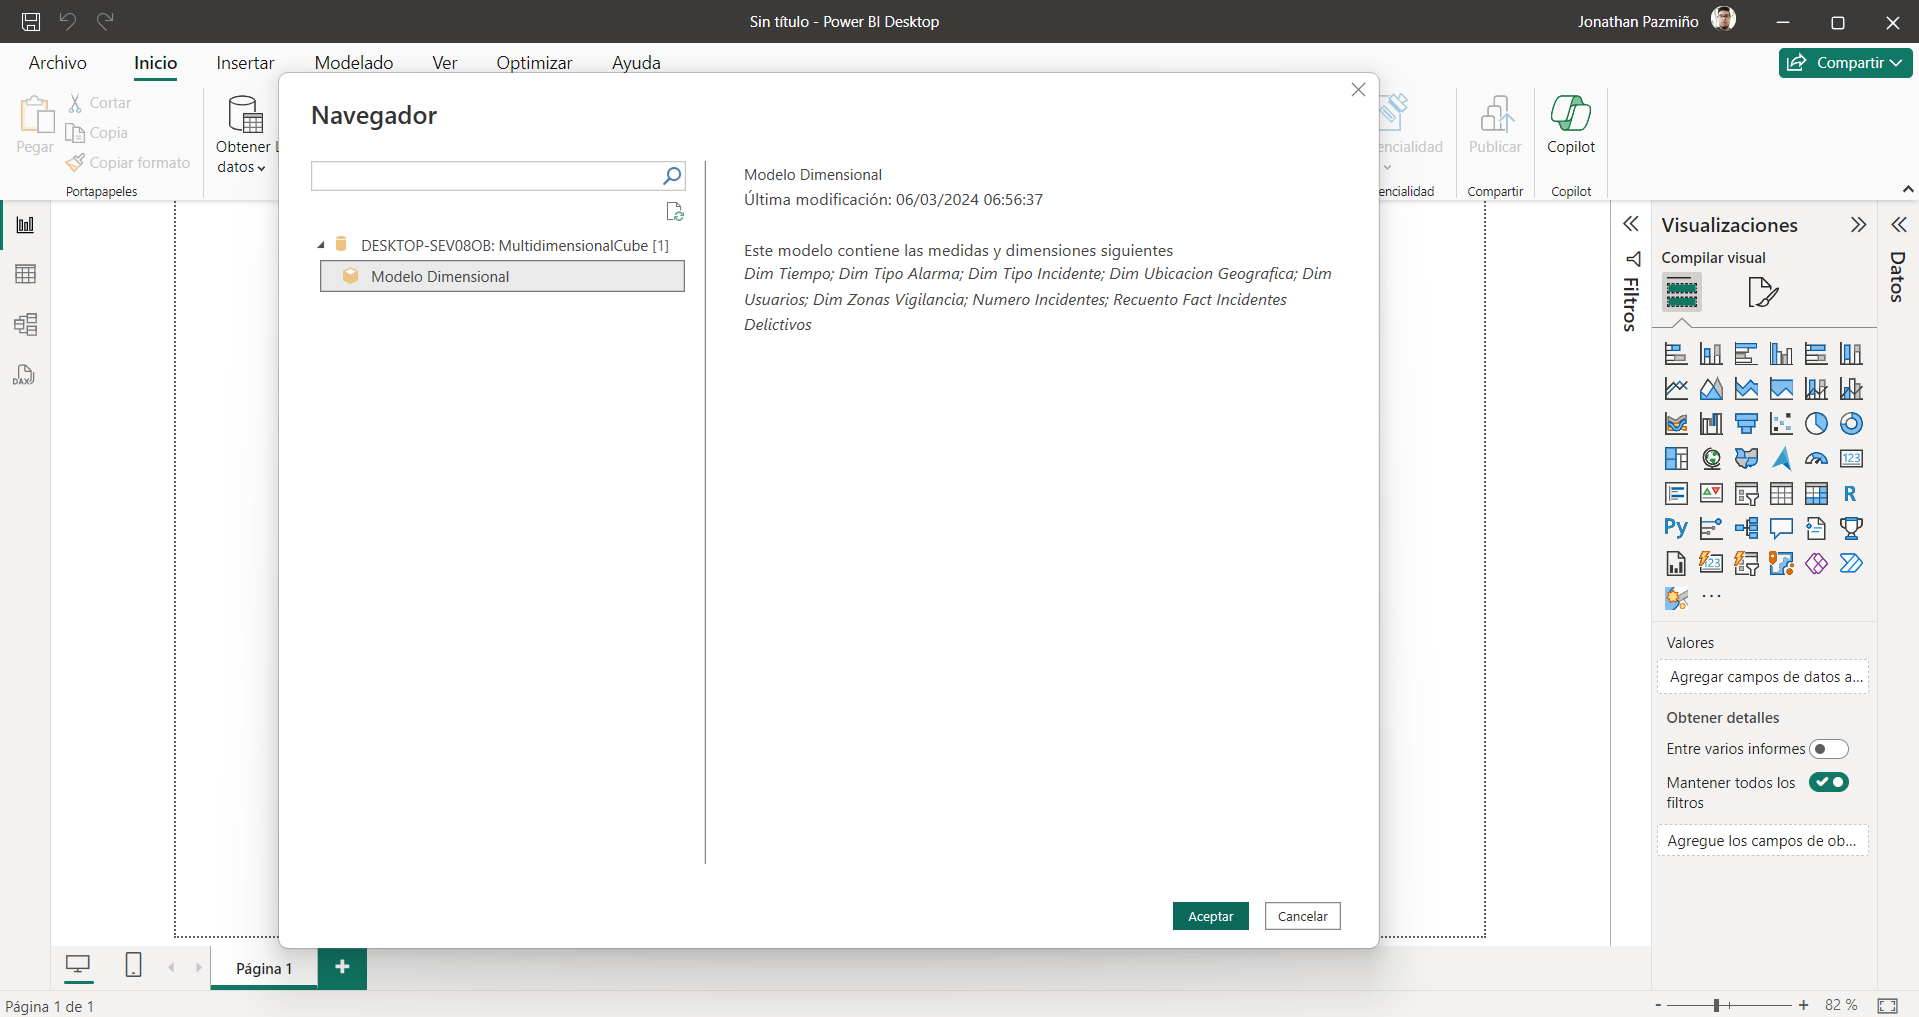 Sin título - Power BI Desktop
Jonathan Pazmiño
Archivo
Inicio
Insertar
Modelado
Ver
Optimizar
Ayuda
Compartir
Pegar
Cortar
Copia
Copiar formato
Portapapeles
Obtener
datos
encialidad
encialidad
Publicar
Compartir
Copilot
Copilot
Navegador
DESKTOP-SEV08OB: MultidimensionalCube [1]
Modelo Dimensional
Modelo Dimensional
Última modificación: 06/03/2024 06:56:37
Este modelo contiene las medidas y dimensiones siguientes
Dim Tiempo; Dim Tipo Alarma; Dim Tipo Incidente; Dim Ubicacion Geografica; Dim
Usuarios; Dim Zonas Vigilancia; Numero Incidentes; Recuento Fact Incidentes
Delictivos
Aceptar
Cancelar
DAX
Filtros
Visualizaciones
Compilar visual
123
R
Py
123
Valores
Agregar campos de datos a...
Obtener detalles
Entre varios informes
Mantener todos los
filtros
Agregue los campos de ob...
Datos
Página 1
Página 1 de 1
- + 82 %